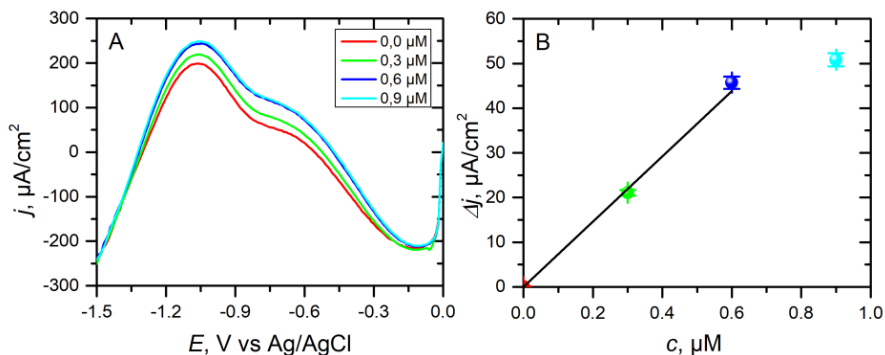 A
0,0 µM
0,3 µM
0,6 µM
0,9 µM
300
250
200
150
100
50
0
-100
-200
-300
-1.5
-1.2
-0.9
-0.6
-0.3
0.0
j, µA/cm²
E, V vs Ag/AgCl
B
60
50
40
30
20
10
0
0.0
0.2
0.4
0.6
0.8
1.0
Δj, µA/cm²
c, µM